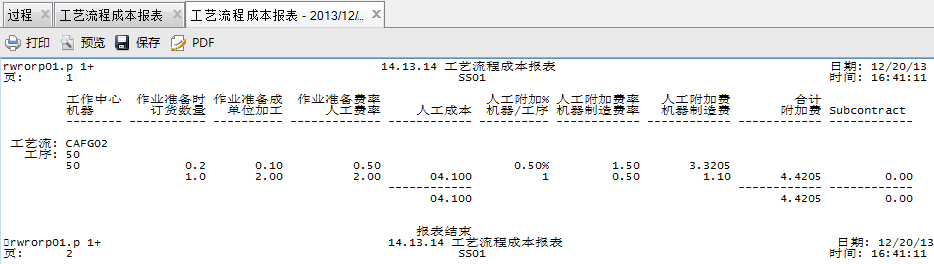 过程 工艺流程成本报表 工艺流程成本报表 - 2013/12/...
打印 预览 保存 PDF
rwrorp01.p 1+ 14.13.14 工艺流程成本报表 日期: 12/20/13
页: 1 SS01 时间: 16:41:11
工作中心 作业准备时 作业准备成 作业准备费率 人工附加% 人工附加费率 人工附加费 合计
机器 订货数量 单位加工 人工费率 人工成本 机器/工序 机器制造费率 机器制造费 附加费 Subcontract
工艺流: CAFG02
工序: 50
50 0.2 0.10 0.50 0.50% 1.50 3.3205
1.0 2.00 2.00 04.100 1 0.50 1.10 4.4205 0.00
04.100 4.4205 0.00
报表结束
rwrorp01.p 1+ 14.13.14 工艺流程成本报表 日期: 12/20/13
页: 2 SS01 时间: 16:41:11